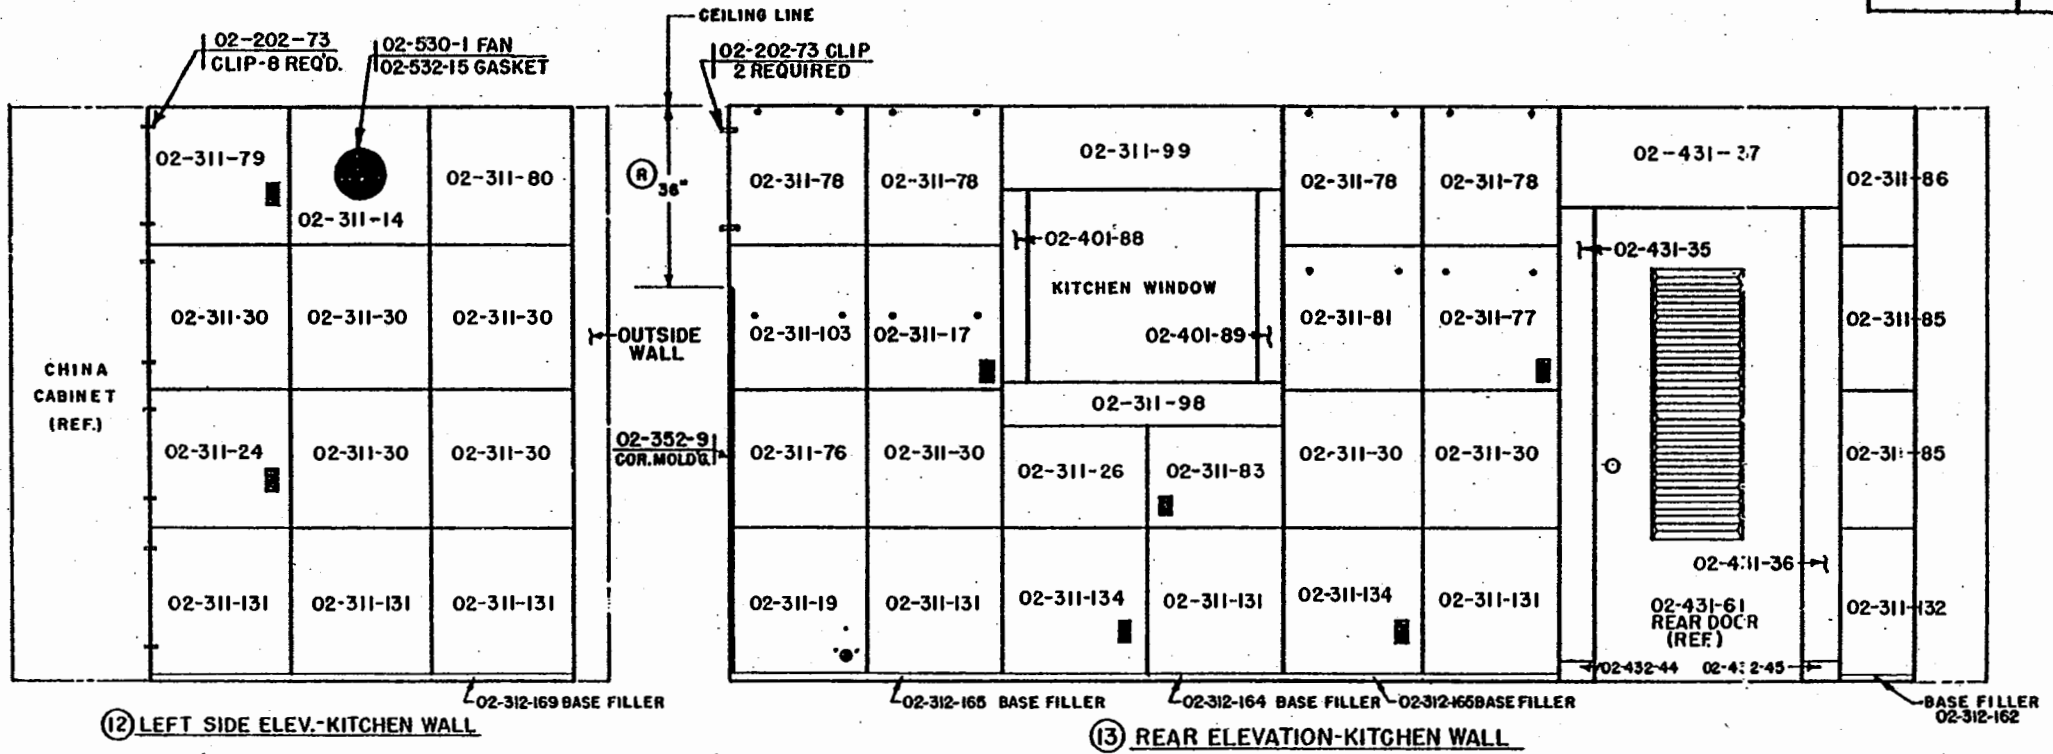 CEILING LINE
02-202-73
CLIP-8 REQ'D.
02-530-1 FAN
02-532-15 GASKET
02-202-73 CLIP
2 REQUIRED
02-311-79
02-311-14
02-311-80
02-311-30
02-311-30
02-311-30
CHINA
CABINET
(REF.)
02-311-24
02-311-30
02-311-30
02-311-131
02-311-131
02-311-131
OUTSIDE
WALL
02-312-169 BASE FILLER
12 LEFT SIDE ELEV.-KITCHEN WALL
R
36"
02-352-9
COR.MOLD'G.
02-311-78
02-311-78
02-311-99
02-311-78
02-311-78
02-431-37
02-311-86
02-401-88
KITCHEN WINDOW
02-401-89
02-431-35
02-311-103
02-311-17
02-311-81
02-311-77
02-311-85
02-311-98
02-311-76
02-311-30
02-311-26
02-311-83
02-311-30
02-311-30
02-311-85
02-431-36
02-311-19
02-311-131
02-311-134
02-311-131
02-311-134
02-311-131
02-431-61
REAR DOOR
(REF.)
02-311-132
02-432-44
02-432-45
02-312-165 BASE FILLER
02-312-164 BASE FILLER
02-312-165 BASE FILLER
BASE FILLER
02-312-162
13 REAR ELEVATION-KITCHEN WALL